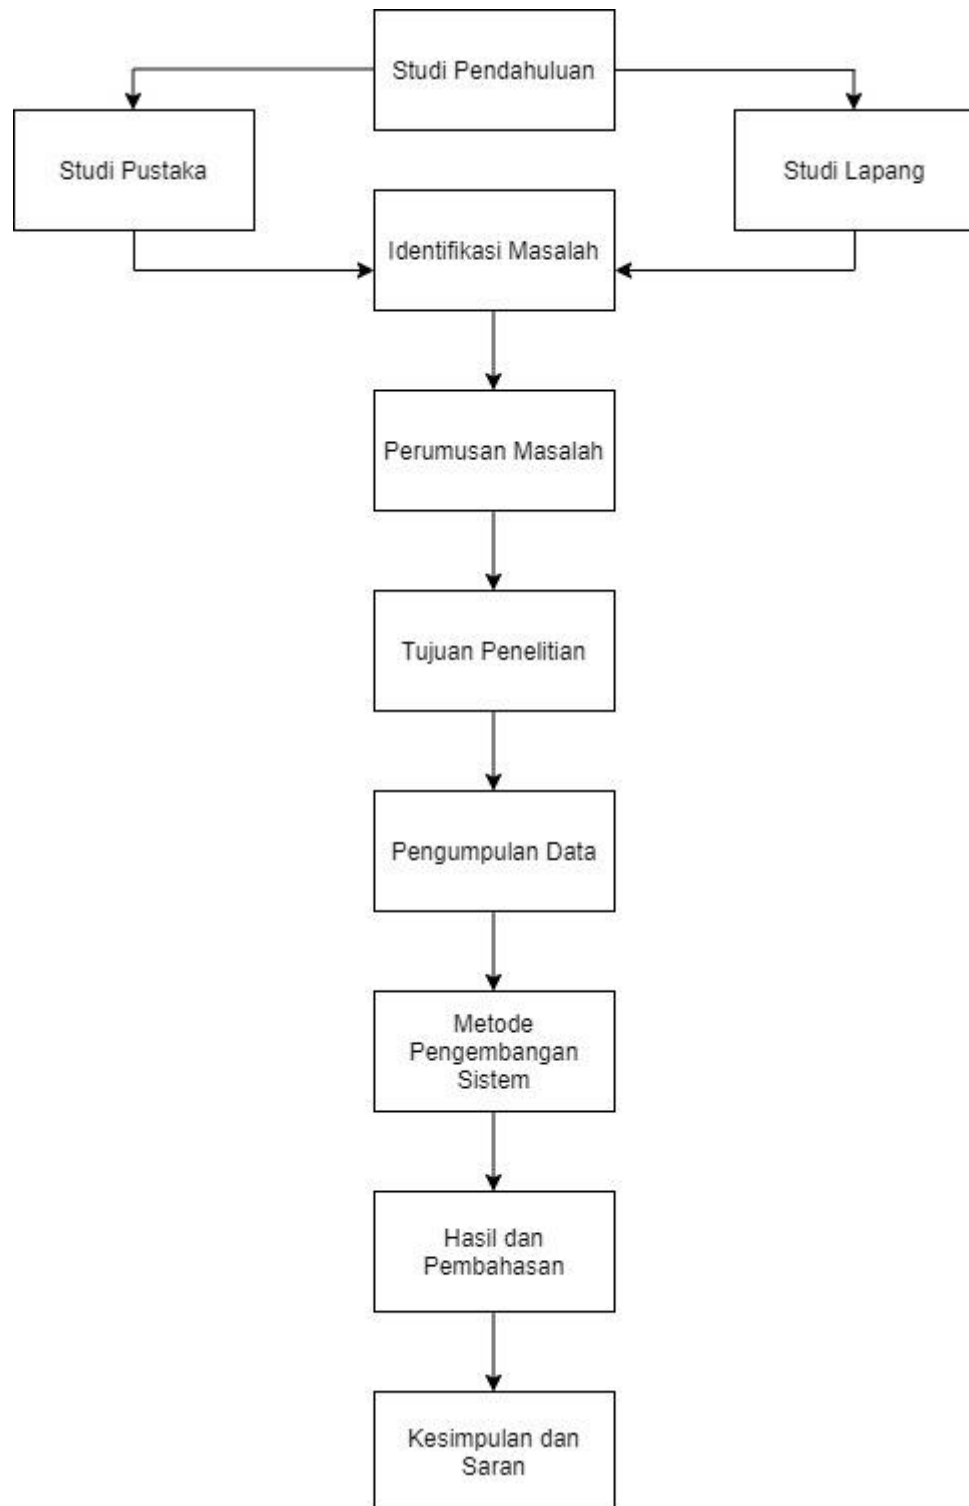 Studi Pendahuluan
Studi Pustaka
Studi Lapang
Identifikasi Masalah
Perumusan Masalah
Tujuan Penelitian
Pengumpulan Data
Metode
Pengembangan
Sistem
Hasil dan
Pembahasan
Kesimpulan dan
Saran